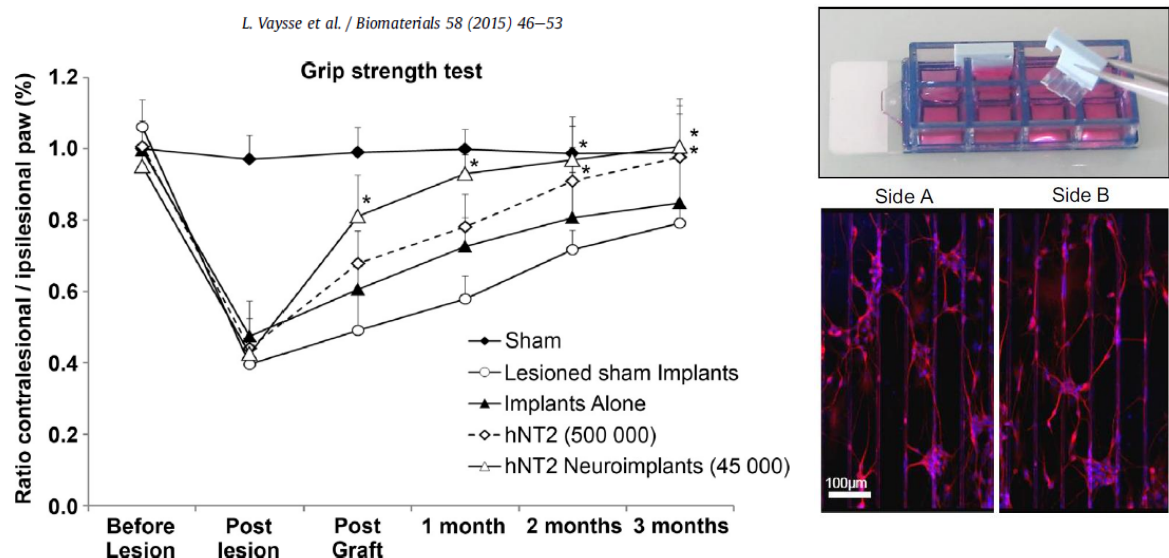 L. Vaysse et al. / Biomaterials 58 (2015) 46–53
Grip strength test
Ratio contralesional / ipsilesional paw (%)
1.2
1.0
0.8
0.6
0.4
0.2
0.0
* * * * * *
Sham
Lesioned sham Implants
Implants Alone
hNT2 (500 000)
hNT2 Neuroimplants (45 000)
Before Lesion
Post lesion
Post Graft
1 month
2 months
3 months
Side A
Side B
100µm